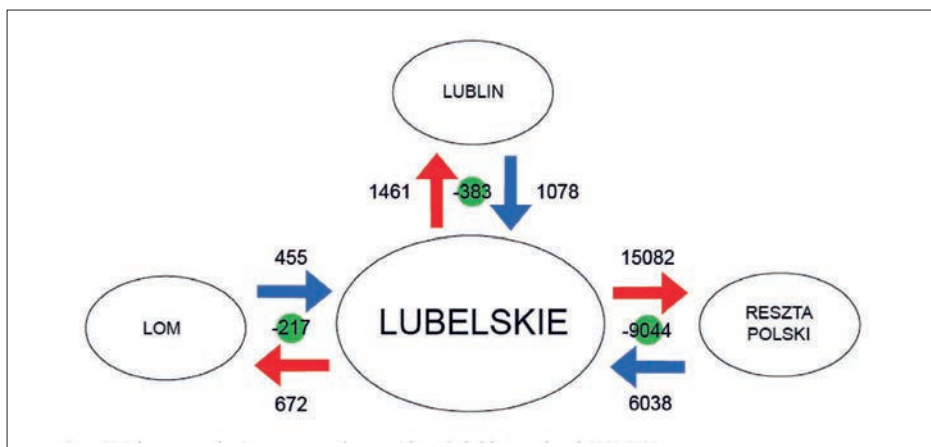 LUBLIN
1461
-383
1078
455
15082
LOM
-217
LUBELSKIE
-9044
RESZTA
POLSKI
672
6038